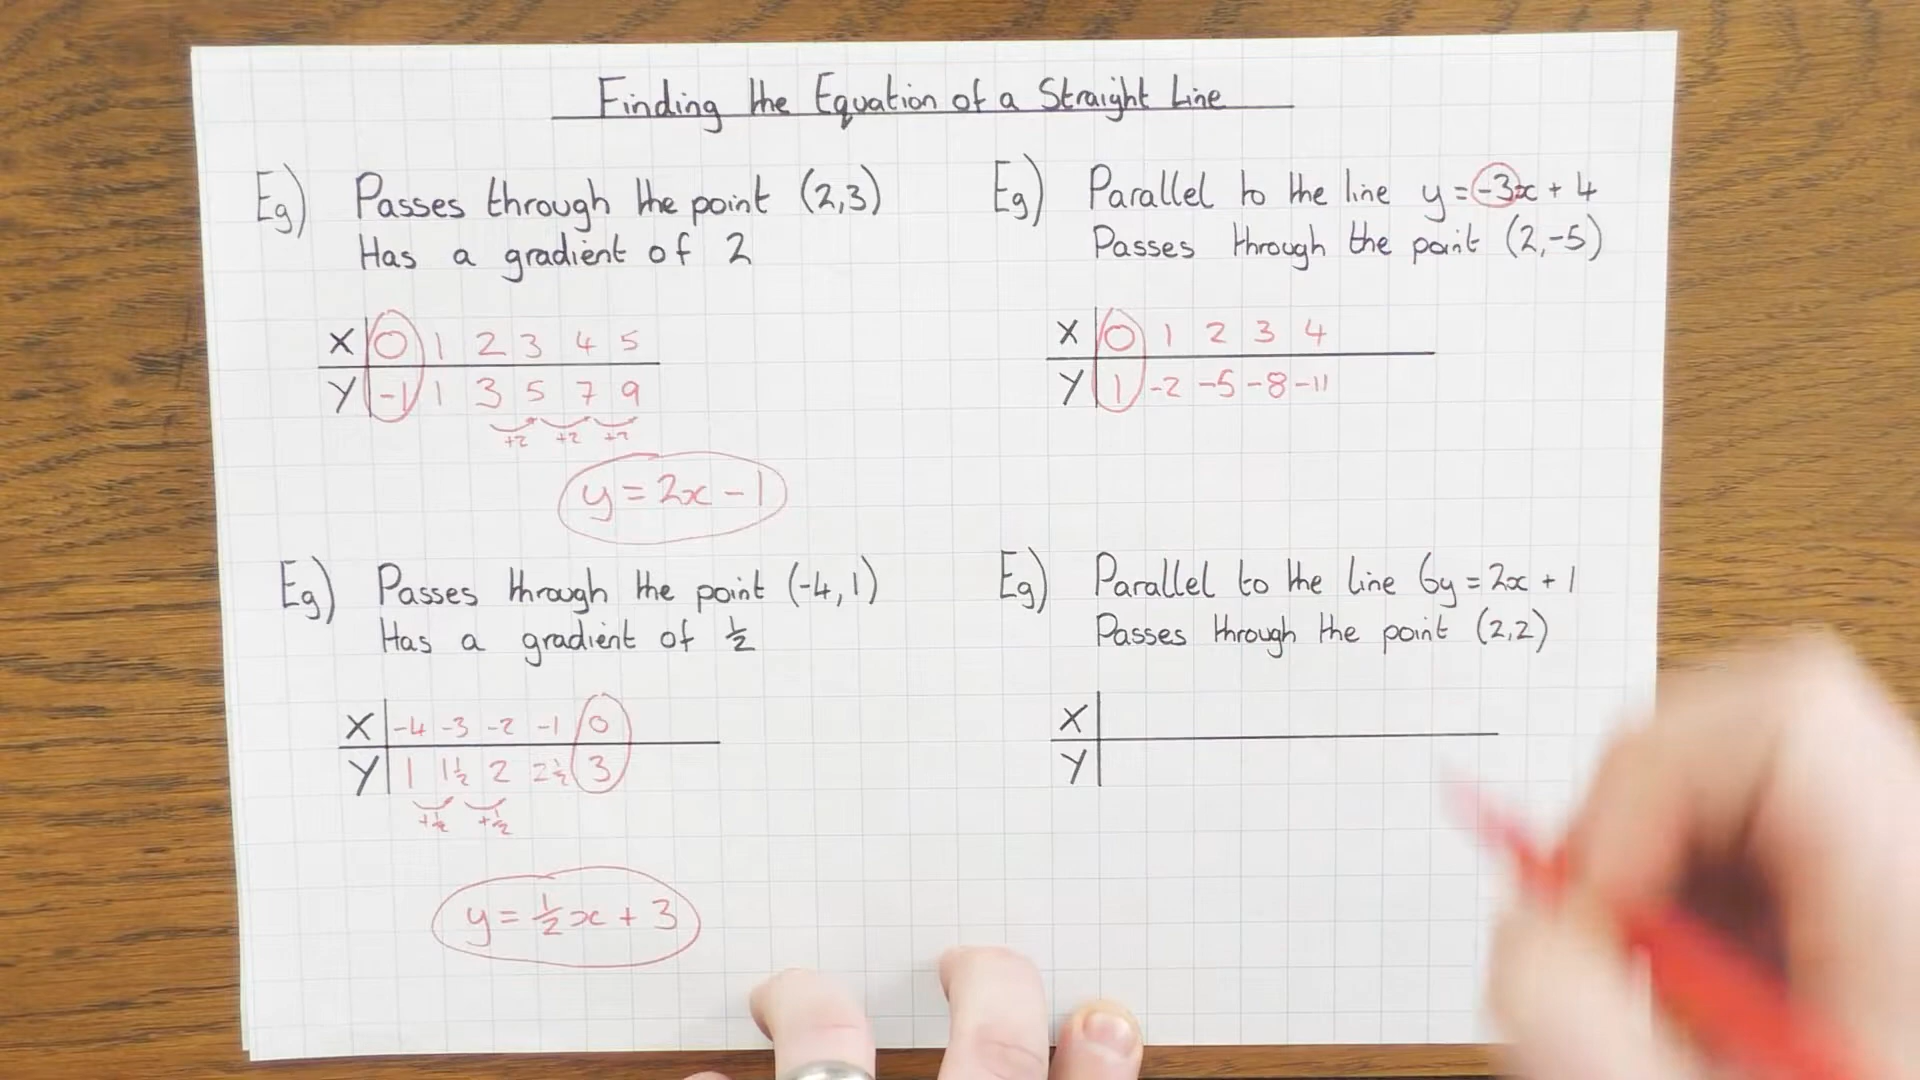 Finding the Equation of a Straight Line
Eg) Passes through the point (2,3)
Has a gradient of 2
X 0 1 2 3 4 5
Y -1 1 3 5 7 9
+2 +2 +2
y = 2x - 1
Eg) Parallel to the line y = -3x + 4
Passes through the point (2,-5)
X 0 1 2 3 4
Y 1 -2 -5 -8 -11
Eg) Passes through the point (-4,1)
Has a gradient of ½
X -4 -3 -2 -1 0
Y 1 1½ 2 2½ 3
+½ +½
y = ½x + 3
Eg) Parallel to the line 6y = 2x + 1
Passes through the point (2,2)
X
Y